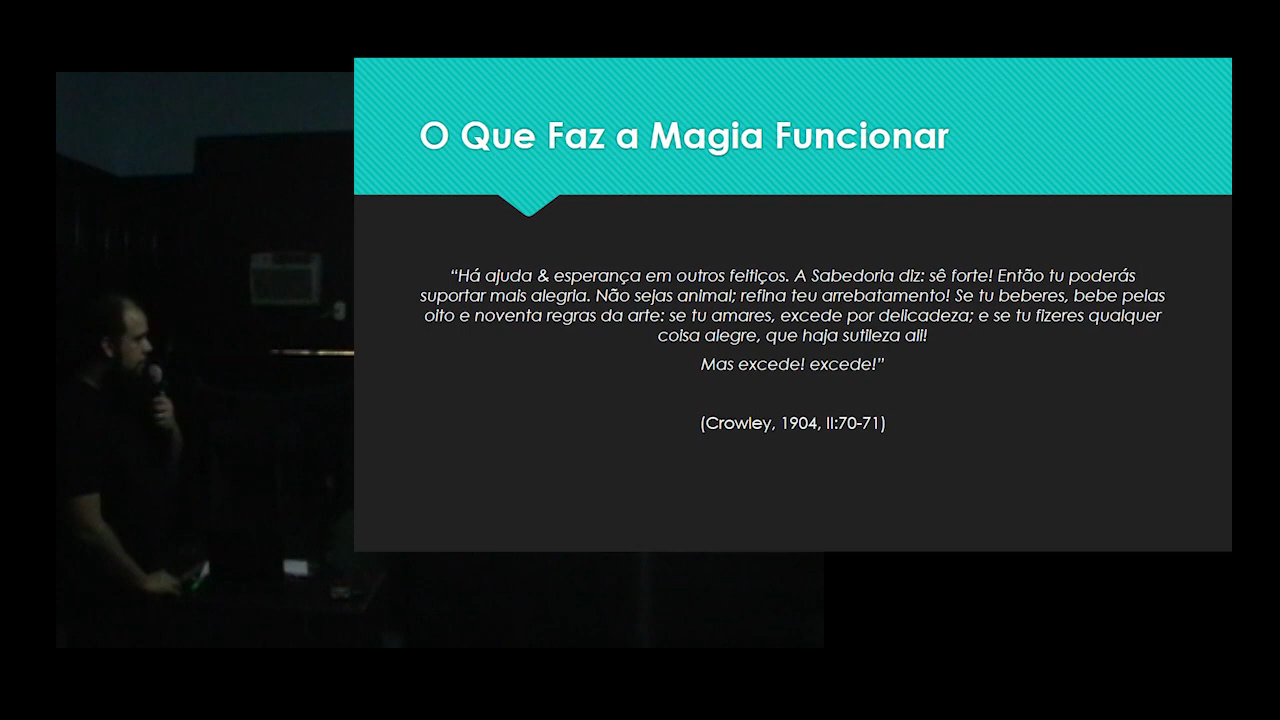 O Que Faz a Magia Funcionar
“Há ajuda & esperança em outros feitiços. A Sabedoria diz: sê forte! Então tu poderás
suportar mais alegria. Não sejas animal; refina teu arrebatamento! Se tu beberes, bebe pelas
oito e noventa regras da arte: se tu amares, excede por delicadeza; e se tu fizeres qualquer
coisa alegre, que haja sutileza ali!
Mas excede! excede!”
(Crowley, 1904, II:70-71)